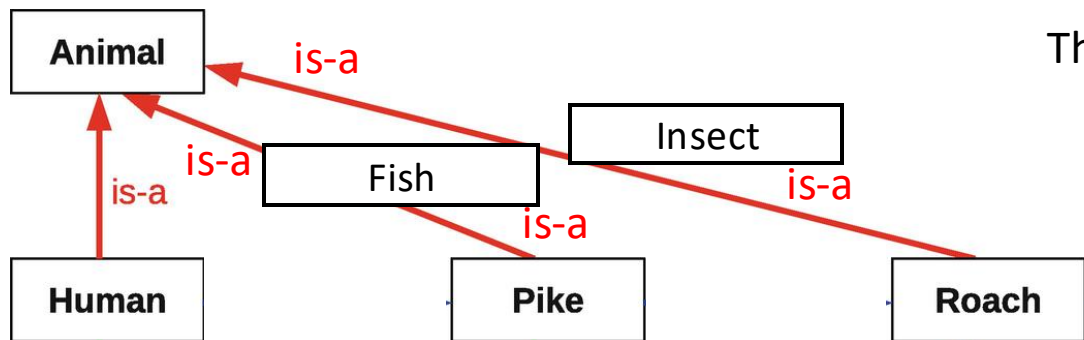 Animal
is-a
Th
Insect
is-a
Fish
is-a
is-a
is-a
Human
Pike
Roach